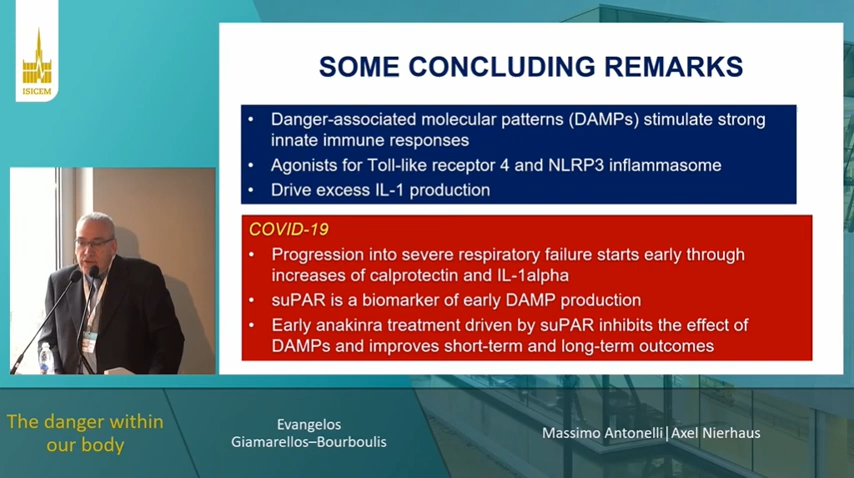 ISICEM
SOME CONCLUDING REMARKS
• Danger-associated molecular patterns (DAMPs) stimulate strong
innate immune responses
• Agonists for Toll-like receptor 4 and NLRP3 inflammasome
• Drive excess IL-1 production
COVID-19
• Progression into severe respiratory failure starts early through
increases of calprotectin and IL-1alpha
• suPAR is a biomarker of early DAMP production
• Early anakinra treatment driven by suPAR inhibits the effect of
DAMPs and improves short-term and long-term outcomes
The danger within
our body
Evangelos
Giamarellos–Bourboulis
Massimo Antonelli|Axel Nierhaus